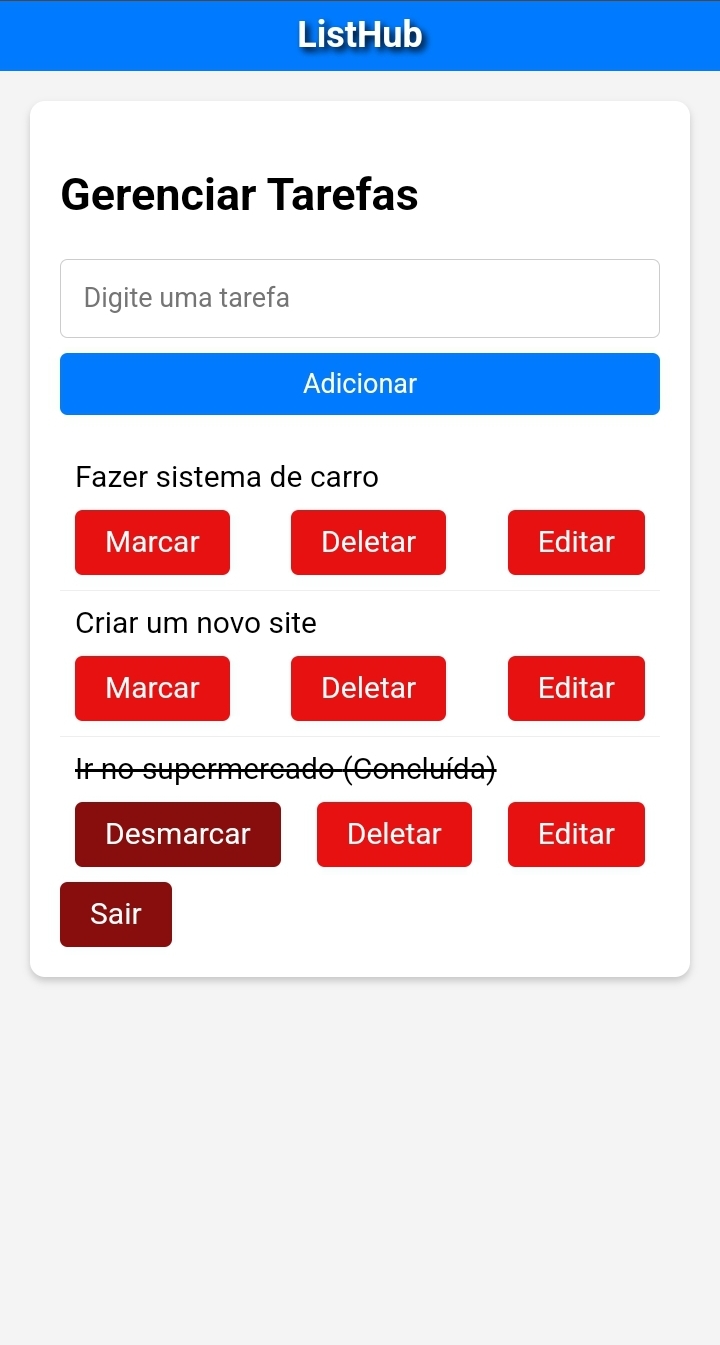 ListHub
Gerenciar Tarefas
Digite uma tarefa
Adicionar
Fazer sistema de carro
Marcar Deletar Editar
Criar um novo site
Marcar Deletar Editar
Ir no supermercado (Concluída)
Desmarcar Deletar Editar
Sair